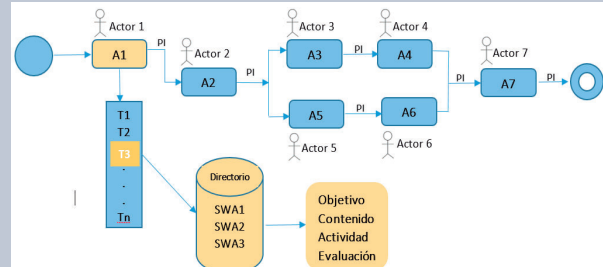 Actor 1
Actor 2
Actor 3
Actor 4
Actor 7
A1
PI
A2
PI
A3
PI
A4
PI
A7
PI
A5
PI
A6
Actor 5
Actor 6
T1
T2
T3
.
.
.
Tn
Directorio
SWA1
SWA2
SWA3
Objetivo
Contenido
Actividad
Evaluación